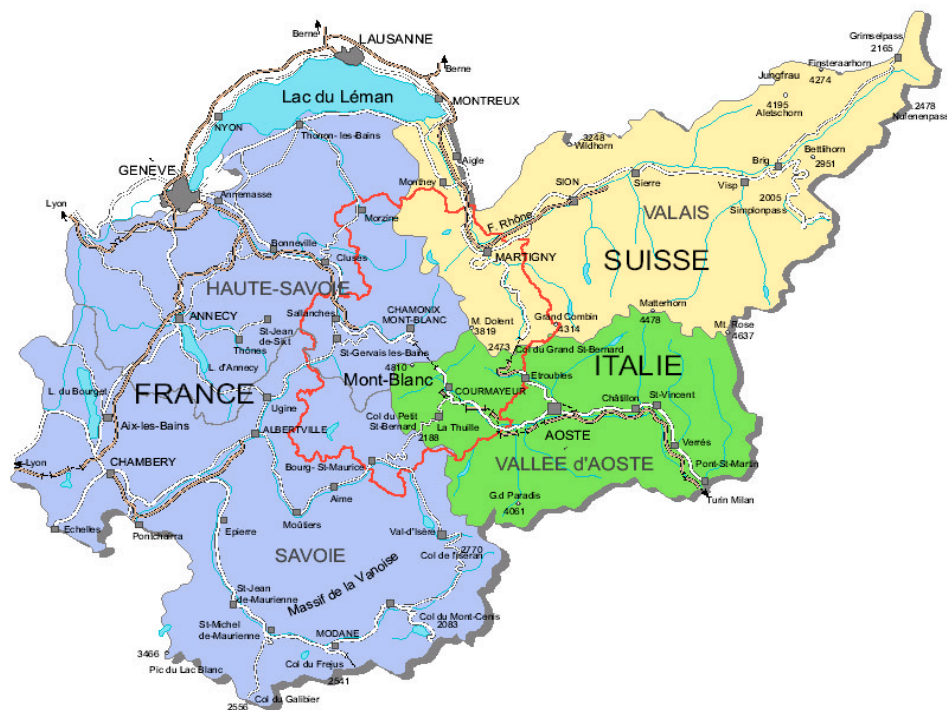 Grimselpass
2165
LAUSANNE
Berne
Finsteraarhorn
4274
Berne
Jungfrau
4195
Aletschorn
Lac du Léman
MONTREUX
2478
Nufenenpass
NYON
Thonon-les-Bains
3248
Wildhorn
Bettlihorn
2951
GENÈVE
Aigle
Brig
Monthey
SION
Sierre
Visp
2005
Simplonpass
Lyon
Annemasse
Morzine
F. Rhône
VALAIS
Bonneville
Cluses
MARTIGNY
SUISSE
HAUTE-SAVOIE
Sallanches
CHAMONIX
MONT-BLANC
M. Dolent
3819
Grand Combin
4314
Matterhorn
4478
Mt. Rose
4637
ANNECY
St-Jean
de-Sixt
Thônes
St-Gervais les-Bains
2473
Col du Grand St-Bernard
L. d'Annecy
4810
Mont-Blanc
Etroubles
ITALIE
L. du Bourget
FRANCE
COURMAYEUR
Châtillon
St-Vincent
Ugine
Col du Petit
St-Bernard
2188
La Thuille
Aix-les-Bains
ALBERTVILLE
AOSTE
Verrés
Lyon
CHAMBERY
Bourg-St-Maurice
VALLEE d'AOSTE
Pont-St-Martin
Aime
G.d Paradis
4061
Turin Milan
Echelles
Pontcharra
Epierre
Moûtiers
Val-d'Isère
2770
Col de l'Iseran
SAVOIE
Massif de la Vanoise
St-Jean
de-Maurienne
St-Michel
de-Maurienne
Col du Mont-Cenis
2083
MODANE
3466
Pic du Lac Blanc
Col du Frejus
2541
Col du Galibier
2556